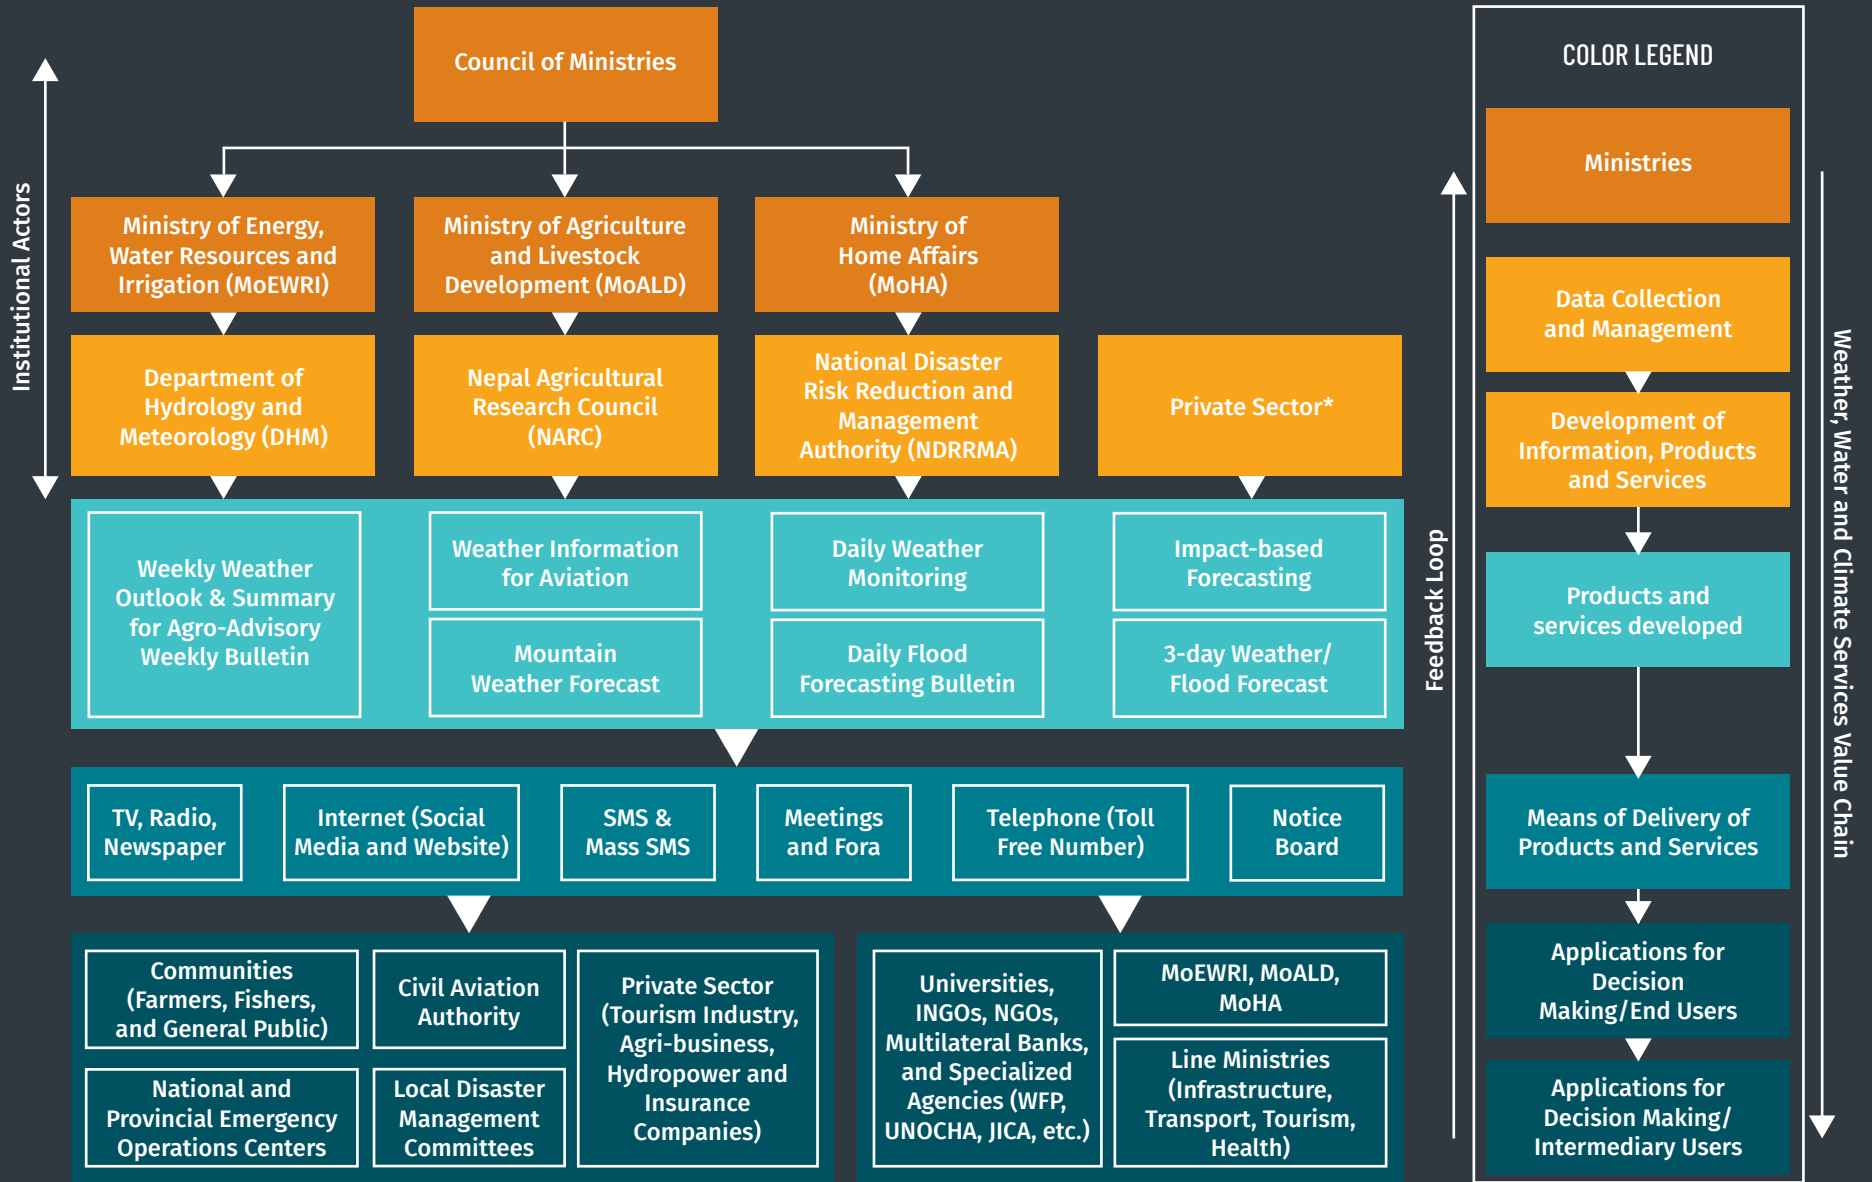 Council of Ministries
Institutional Actors
Ministry of Energy,
Water Resources and
Irrigation (MoEWRI)
Ministry of Agriculture
and Livestock
Development (MoALD)
Ministry of
Home Affairs
(MoHA)
Department of
Hydrology and
Meteorology (DHM)
Nepal Agricultural
Research Council
(NARC)
National Disaster
Risk Reduction and
Management
Authority (NDRRMA)
Private Sector*
Weekly Weather
Outlook & Summary
for Agro-Advisory
Weekly Bulletin
Weather Information
for Aviation
Mountain
Weather Forecast
Daily Weather
Monitoring
Daily Flood
Forecasting Bulletin
Impact-based
Forecasting
3-day Weather/
Flood Forecast
TV, Radio,
Newspaper
Internet (Social
Media and Website)
SMS &
Mass SMS
Meetings
and Fora
Telephone (Toll
Free Number)
Notice
Board
Communities
(Farmers, Fishers,
and General Public)
National and
Provincial Emergency
Operations Centers
Civil Aviation
Authority
Local Disaster
Management
Committees
Private Sector
(Tourism Industry,
Agri-business,
Hydropower and
Insurance
Companies)
Universities,
INGOs, NGOs,
Multilateral Banks,
and Specialized
Agencies (WFP,
UNOCHA, JICA, etc.)
MoEWRI, MoALD,
MoHA
Line Ministries
(Infrastructure,
Transport, Tourism,
Health)
Feedback Loop
COLOR LEGEND
Ministries
Data Collection
and Management
Development of
Information, Products
and Services
Products and
services developed
Means of Delivery of
Products and Services
Applications for
Decision
Making/End Users
Applications for
Decision Making/
Intermediary Users
Weather, Water and Climate Services Value Chain